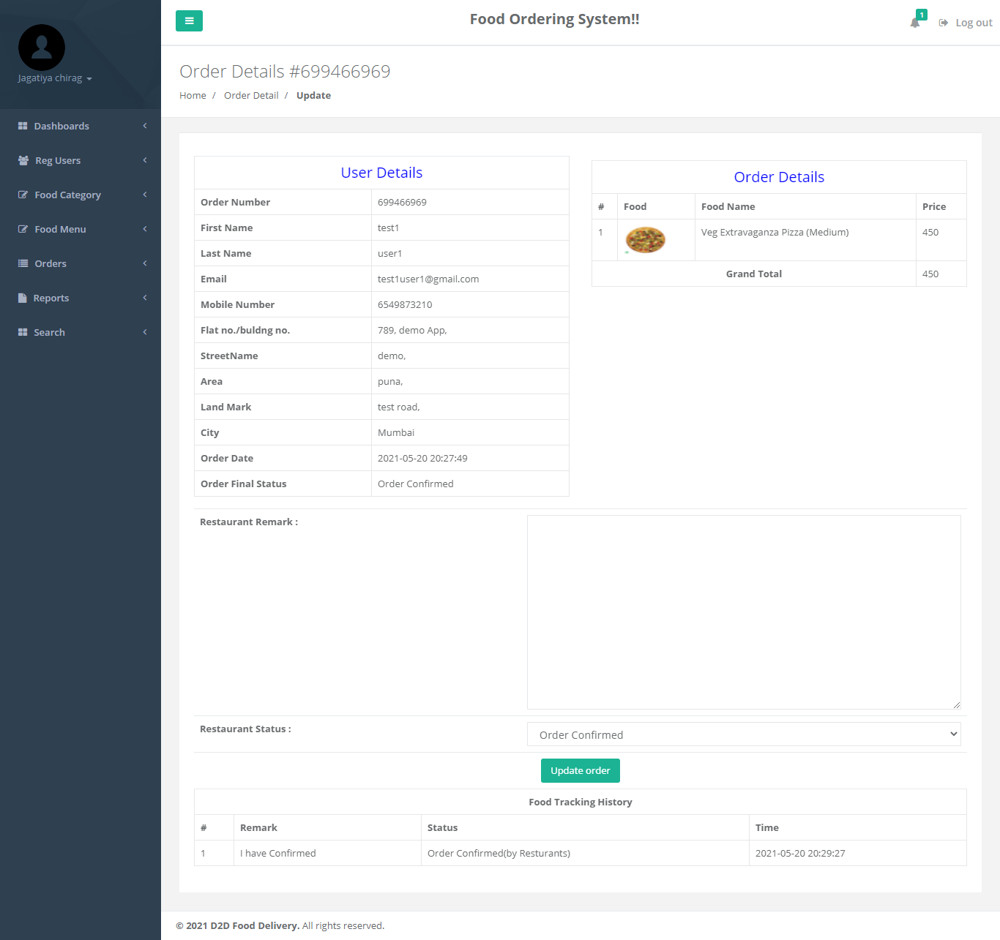 Food Ordering System!!
1
Log out
Jagatiya chirag
Dashboards
Reg Users
Food Category
Food Menu
Orders
Reports
Search
Order Details #699466969
Home / Order Detail / Update
User Details
Order Number 699466969
First Name test1
Last Name user1
Email test1user1@gmail.com
Mobile Number 6549873210
Flat no./buldng no. 789, demo App,
StreetName demo,
Area puna,
Land Mark test road,
City Mumbai
Order Date 2021-05-20 20:27:49
Order Final Status Order Confirmed
Order Details
# Food Food Name Price
1 Veg Extravaganza Pizza (Medium) 450
Grand Total 450
Restaurant Remark :
Restaurant Status : Order Confirmed
Update order
Food Tracking History
# Remark Status Time
1 I have Confirmed Order Confirmed(by Resturants) 2021-05-20 20:29:27
© 2021 D2D Food Delivery. All rights reserved.